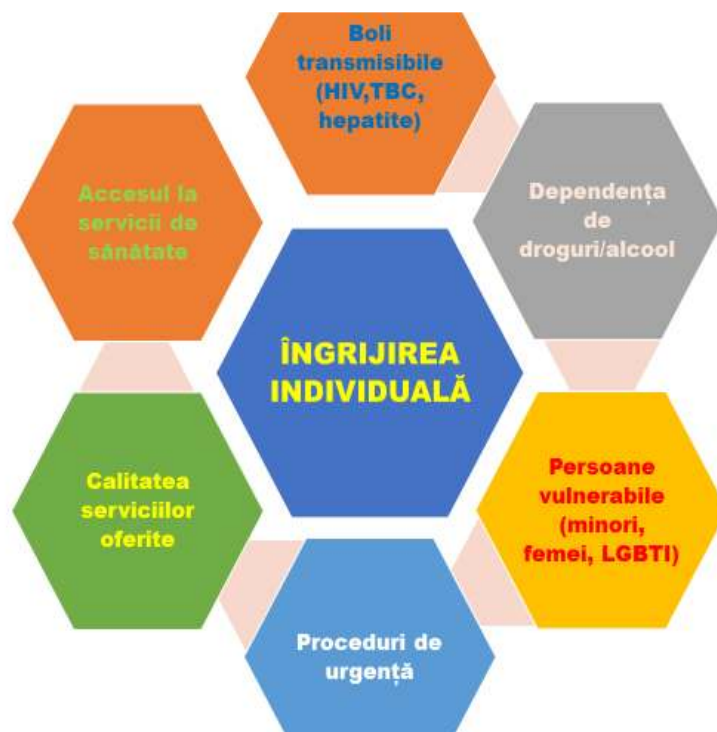 Boli
transmisibile
(HIV,TBC,
hepatite)
Accesul la
servicii de
sănătate
Dependența
de
droguri/alcool
ÎNGRIJIREA
INDIVIDUALĂ
Calitatea
serviciilor
oferite
Persoane
vulnerabile
(minori,
femei, LGBTI)
Proceduri de
urgență